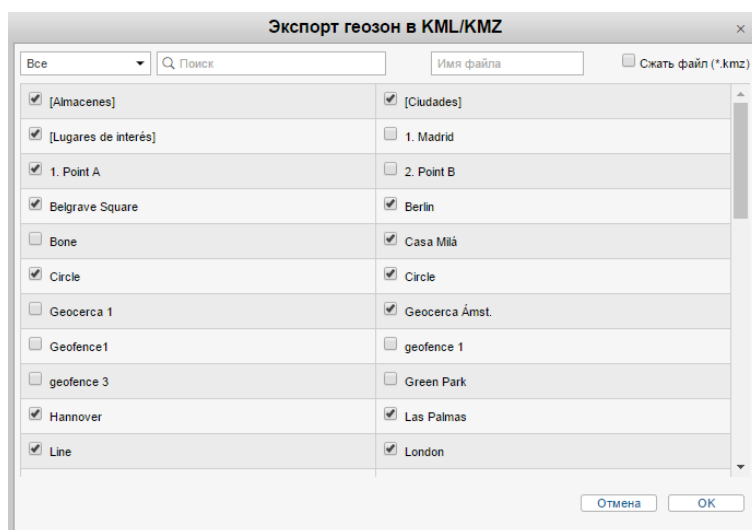 Экспорт геозон в KML/KMZ
Все Поиск Имя файла Сжать файл (*.kmz)
[Almacenes] [Ciudades]
[Lugares de interés] 1. Madrid
1. Point A 2. Point B
Belgrave Square Berlin
Bone Casa Milá
Circle Circle
Geocerca 1 Geocerca Ámst.
Geofence1 geofence 1
geofence 3 Green Park
Hannover Las Palmas
Line London
Отмена OK